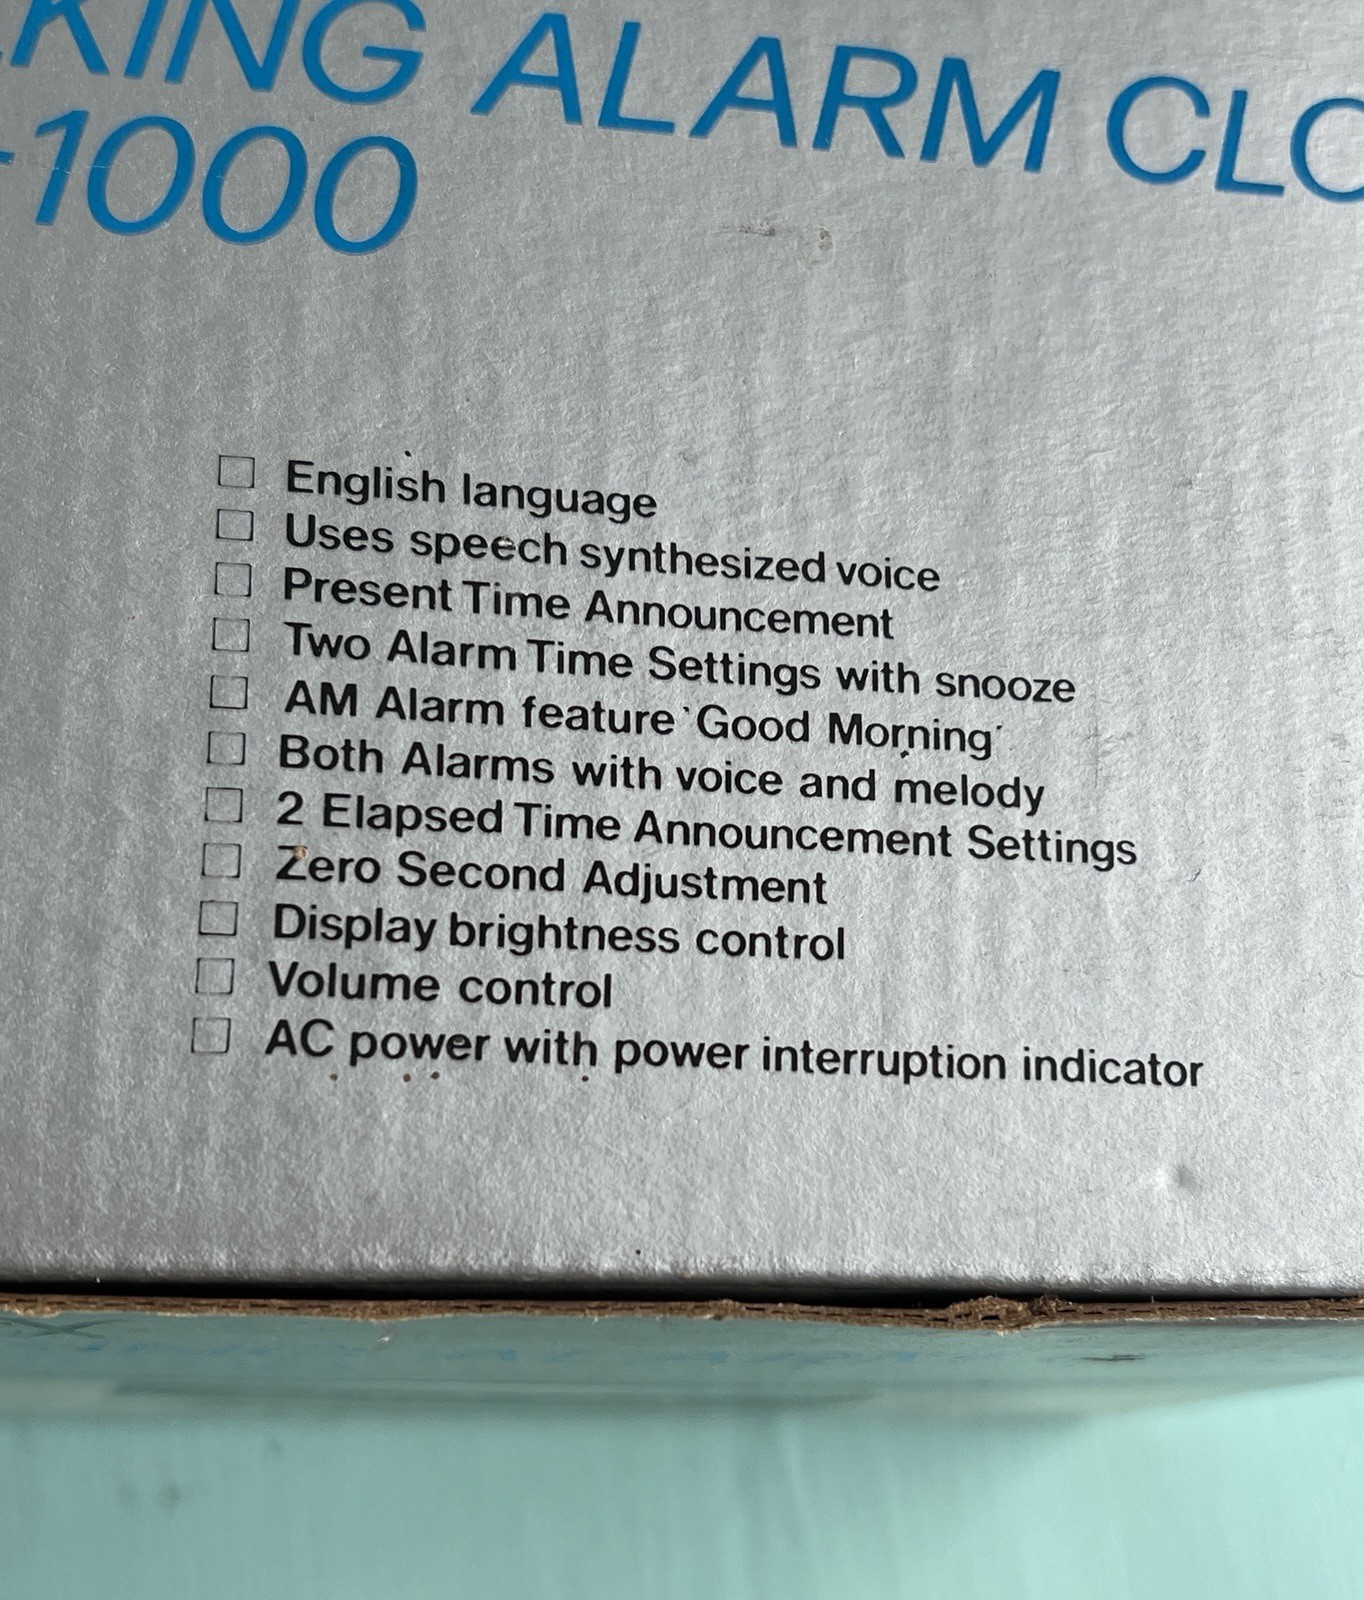 KING ALARM CLO
-1000
English language
Uses speech synthesized voice
Present Time Announcement
Two Alarm Time Settings with snooze
AM Alarm feature ‵Good Morning′
Both Alarms with voice and melody
2 Elapsed Time Announcement Settings
Zero Second Adjustment
Display brightness control
Volume control
AC power with power interruption indicator